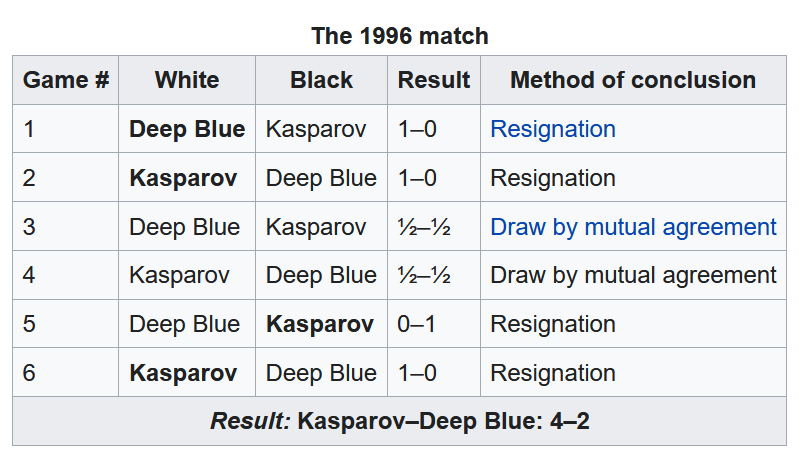 The 1996 match
Game # White Black Result Method of conclusion
1 Deep Blue Kasparov 1–0 Resignation
2 Kasparov Deep Blue 1–0 Resignation
3 Deep Blue Kasparov ½–½ Draw by mutual agreement
4 Kasparov Deep Blue ½–½ Draw by mutual agreement
5 Deep Blue Kasparov 0–1 Resignation
6 Kasparov Deep Blue 1–0 Resignation
Result: Kasparov–Deep Blue: 4–2